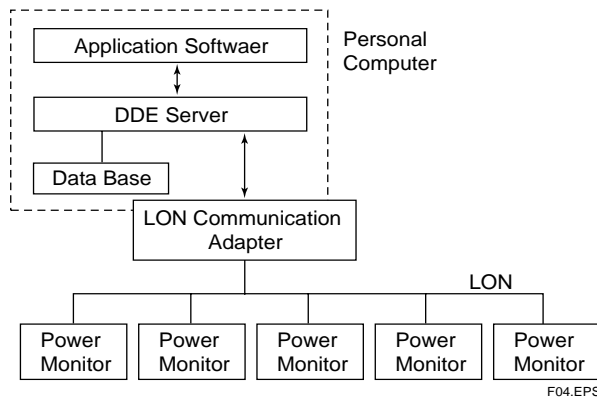 Application Softwaer
Personal
Computer
DDE Server
Data Base
LON Communication
Adapter
LON
Power
Monitor
Power
Monitor
Power
Monitor
Power
Monitor
Power
Monitor
F04.EPS